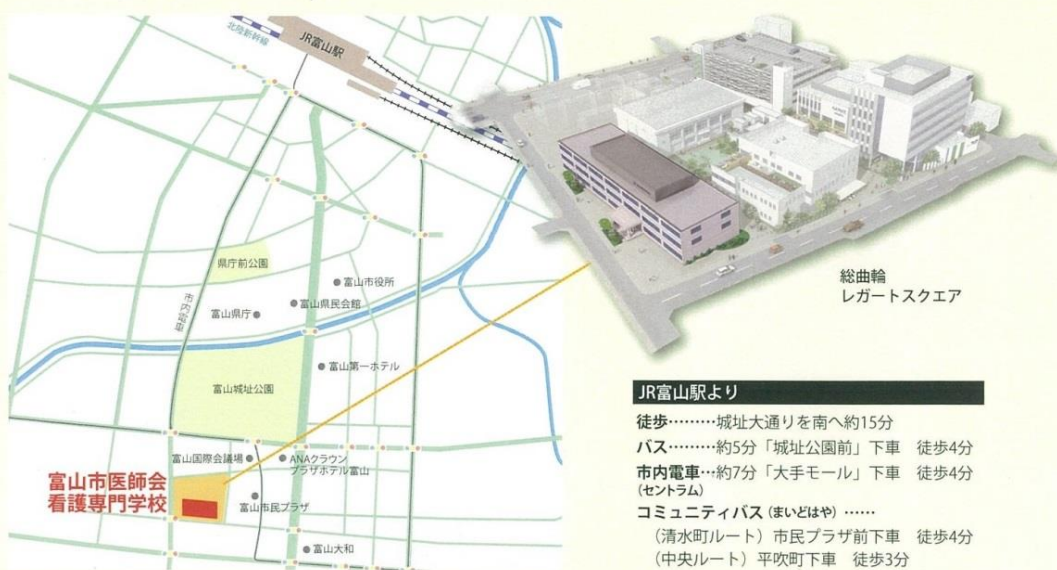 北陸新幹線
JR富山駅
県庁前公園
富山市役所
富山県民会館
富山県庁
市内電車
富山第一ホテル
富山城址公園
富山国際会議場
ANAクラウン
プラザホテル富山
富山市医師会
看護専門学校
富山市民プラザ
富山大和
総曲輪
レガートスクエア
JR富山駅より
徒歩………城址大通りを南へ約15分
バス………約5分「城址公園前」下車 徒歩4分
市内電車…約7分「大手モール」下車 徒歩4分
(セントラム)
コミュニティバス(まいどはや)……
(清水町ルート)市民プラザ前下車 徒歩4分
(中央ルート)平吹町下車 徒歩3分